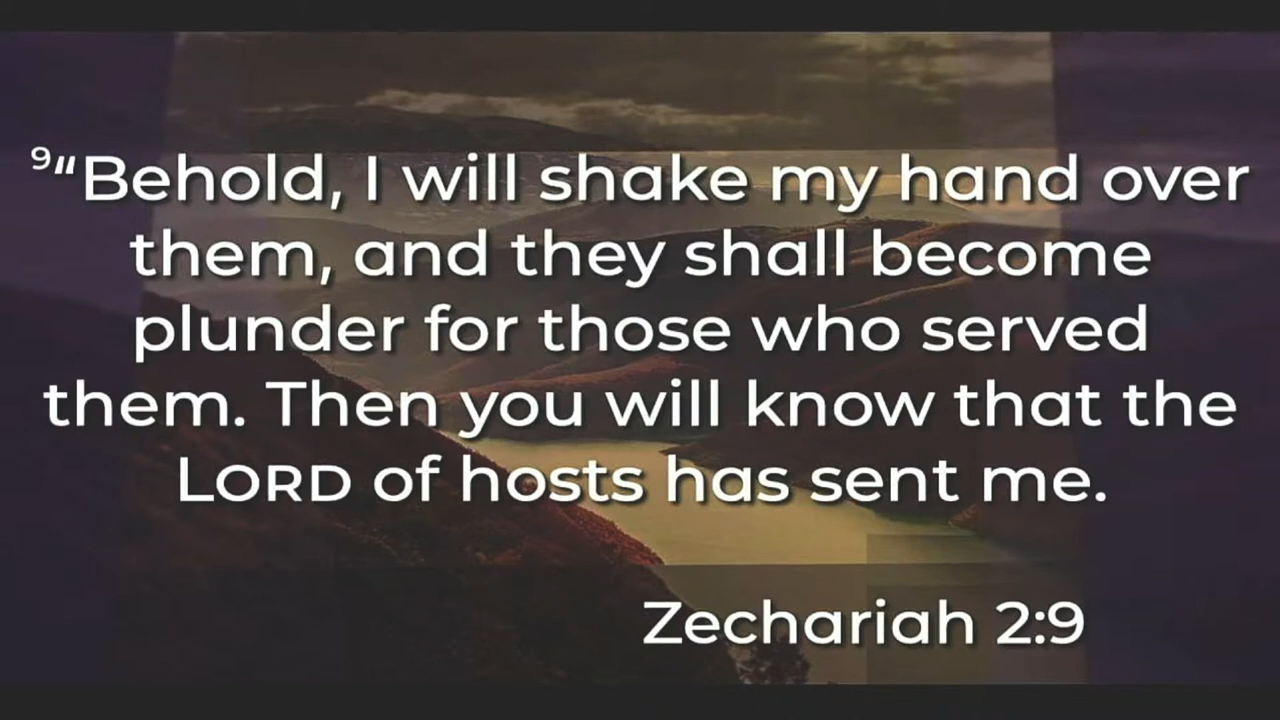 ⁹“Behold, I will shake my hand over
them, and they shall become
plunder for those who served
them. Then you will know that the
LORD of hosts has sent me.
Zechariah 2:9